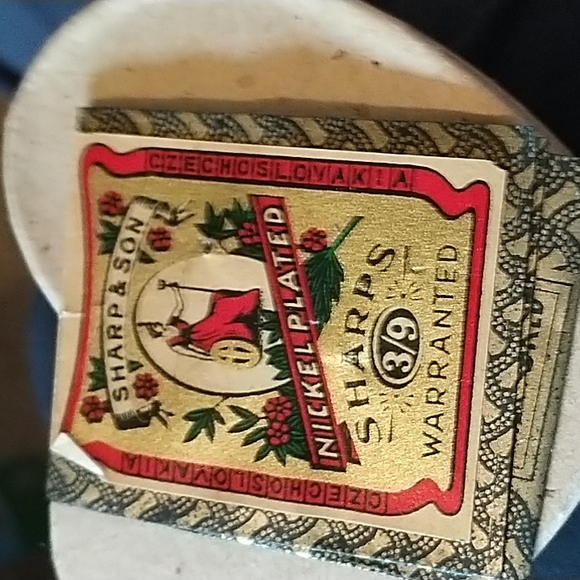 CZECHOSLOVAKIA
SHARP & SON
NICKEL PLATED
SHARPS
3/9
WARRANTED
CZECHOSLOVAKIA